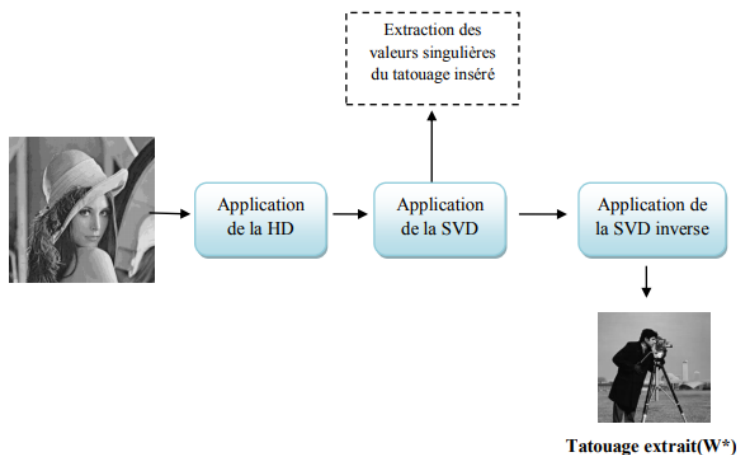 Extraction des
valeurs singulières
du tatouage inséré
Application
de la HD
Application
de la SVD
Application de
la SVD inverse
Tatouage extrait(W*)